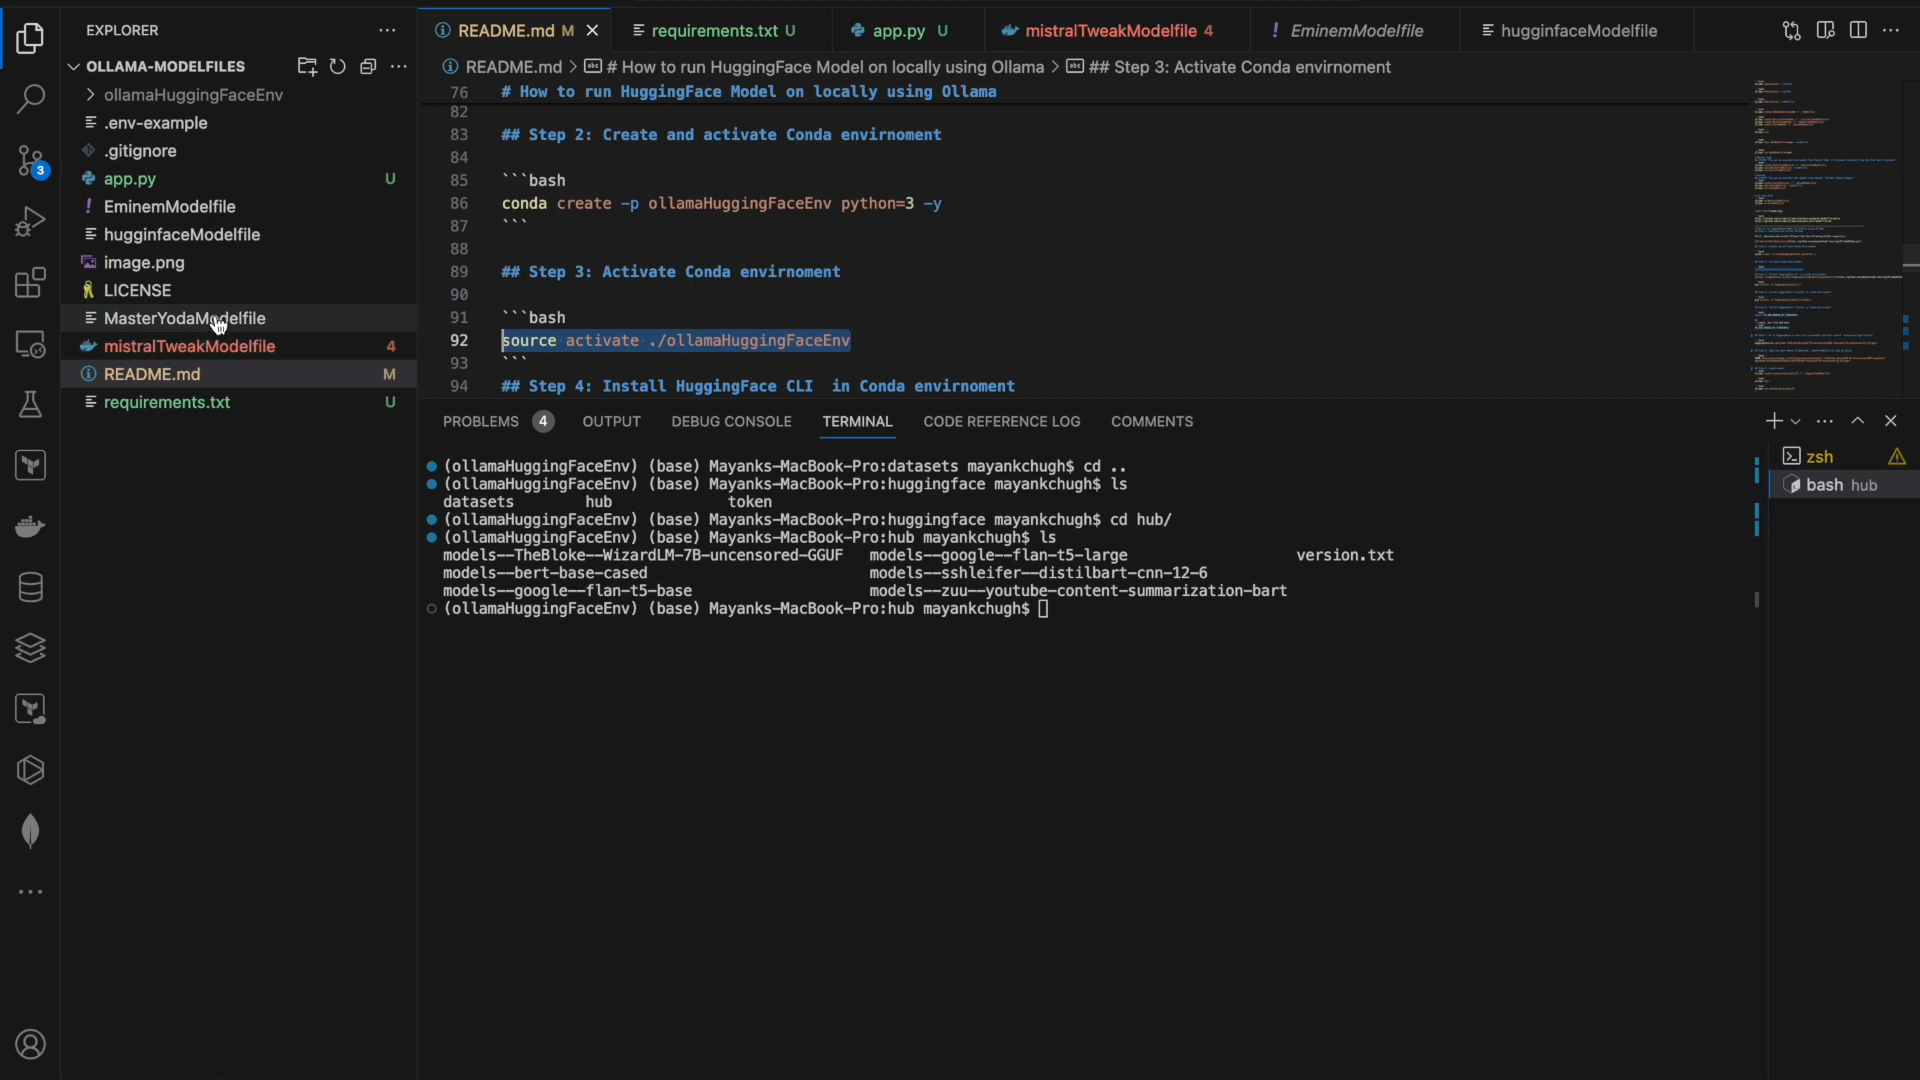 EXPLORER
OLLAMA-MODELFILES
ollamaHuggingFaceEnv
.env-example
.gitignore
app.py U
EminemModelfile
hugginfaceModelfile
image.png
LICENSE
MasterYodaModelfile
mistralTweakModelfile 4
README.md M
requirements.txt U
3
README.md M
requirements.txt U
app.py U
mistralTweakModelfile 4
EminemModelfile
hugginfaceModelfile
README.md > # How to run HuggingFace Model on locally using Ollama > ## Step 3: Activate Conda envirnoment
76 # How to run HuggingFace Model on locally using Ollama
82
83 ## Step 2: Create and activate Conda envirnoment
84
85 ```bash
86 conda create -p ollamaHuggingFaceEnv python=3 -y
87 ```
88
89 ## Step 3: Activate Conda envirnoment
90
91 ```bash
92 source activate ./ollamaHuggingFaceEnv
93 ```
94 ## Step 4: Install HuggingFace CLI  in Conda envirnoment
PROBLEMS 4 OUTPUT DEBUG CONSOLE TERMINAL CODE REFERENCE LOG COMMENTS
(ollamaHuggingFaceEnv) (base) Mayanks-MacBook-Pro:datasets mayankchugh$ cd ..
(ollamaHuggingFaceEnv) (base) Mayanks-MacBook-Pro:huggingface mayankchugh$ ls
datasets hub token
(ollamaHuggingFaceEnv) (base) Mayanks-MacBook-Pro:huggingface mayankchugh$ cd hub/
(ollamaHuggingFaceEnv) (base) Mayanks-MacBook-Pro:hub mayankchugh$ ls
models--TheBloke--WizardLM-7B-uncensored-GGUF models--google--flan-t5-large version.txt
models--bert-base-cased models--sshleifer--distilbart-cnn-12-6
models--google--flan-t5-base models--zuu--youtube-content-summarization-bart
(ollamaHuggingFaceEnv) (base) Mayanks-MacBook-Pro:hub mayankchugh$
zsh
bash hub